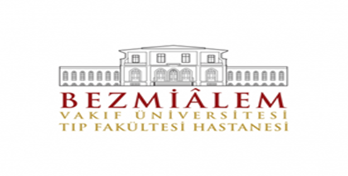 BEZMİÂLEM
VAKIF ÜNİVERSİTESİ
TIP FAKÜLTESİ HASTANESİ